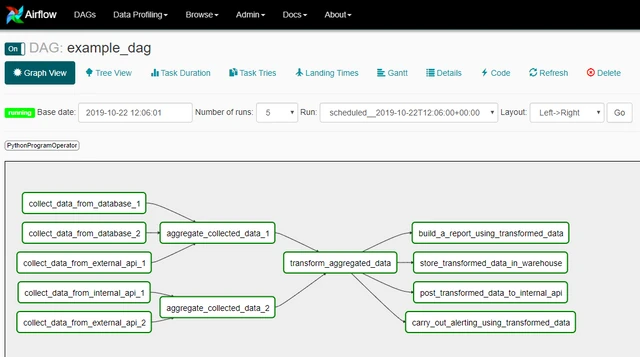 Airflow DAGs Data Profiling Browse Admin Docs About
On DAG: example_dag
Graph View Tree View Task Duration Task Tries Landing Times Gantt Details Code Refresh Delete
running Base date: 2019-10-22 12:06:01 Number of runs: 5 Run: scheduled__2019-10-22T12:06:00+00:00 Layout: Left->Right Go
PythonProgramOperator
collect_data_from_database_1
collect_data_from_database_2 aggregate_collected_data_1 build_a_report_using_transformed_data
collect_data_from_external_api_1 transform_aggregated_data store_transformed_data_in_warehouse
collect_data_from_internal_api_1 post_transformed_data_to_internal_api
aggregate_collected_data_2
collect_data_from_external_api_2 carry_out_alerting_using_transformed_data